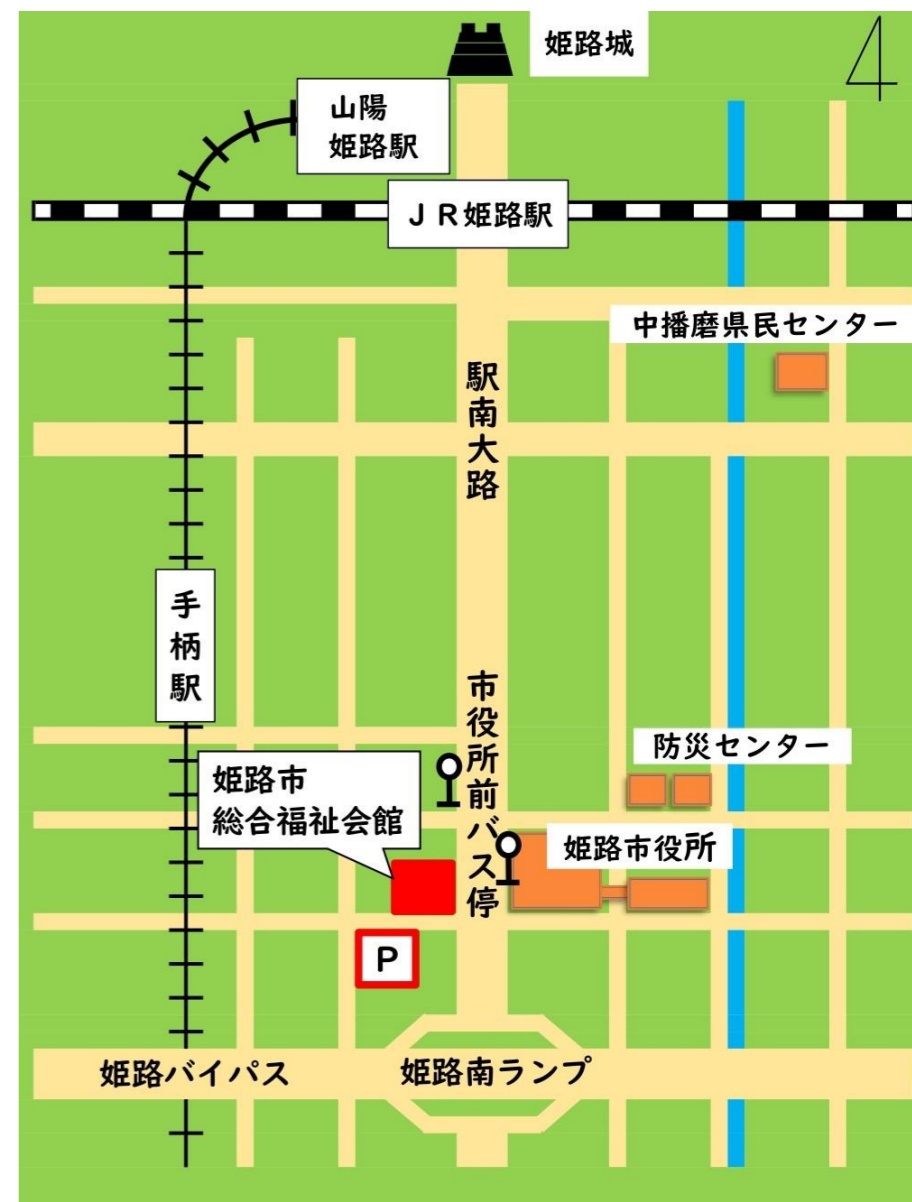 姫路城
山陽
姫路駅
ＪＲ姫路駅
中播磨県民センター
駅南大路
手柄駅
市役所前バス停
防災センター
姫路市
総合福祉会館
姫路市役所
P
姫路バイパス
姫路南ランプ